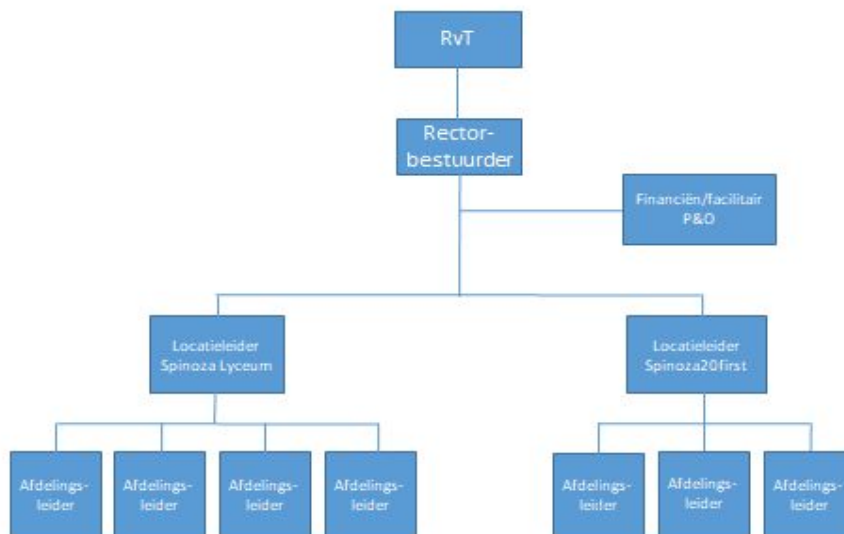 RvT
Rector-
bestuurder
Financiën/facilitair
P&O
Locatieleider
Spinoza Lyceum
Locatieleider
Spinoza20first
Afdelings-
leider
Afdelings-
leider
Afdelings-
leider
Afdelings-
leider
Afdelings-
leider
Afdelings-
leider
Afdelings-
leider